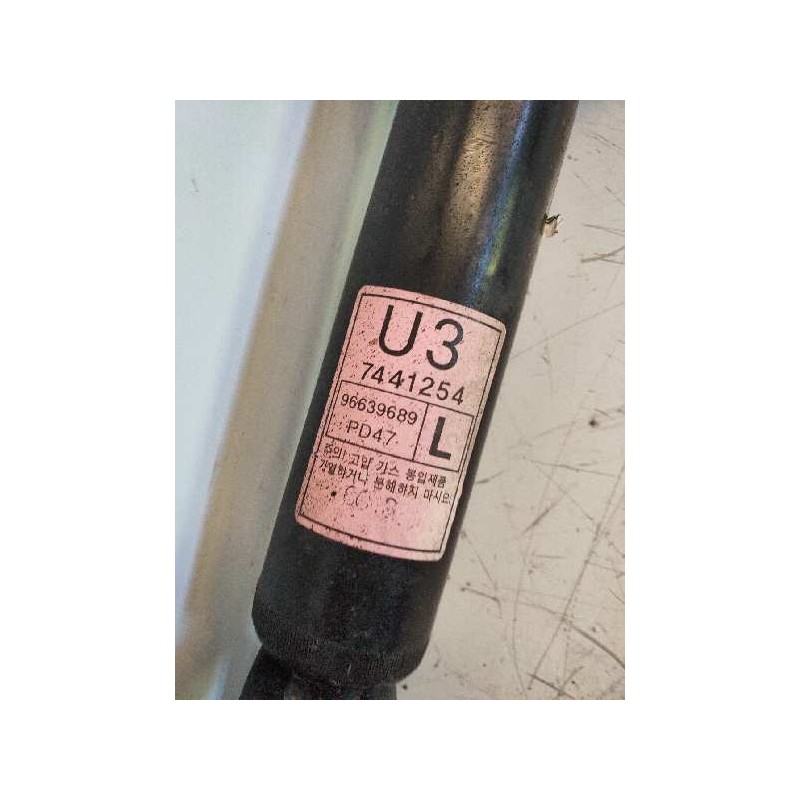 U3
7441254
96639689
PD47
L
주의! 고압 가스 봉입제품
가열하거나 분해하지 마시오